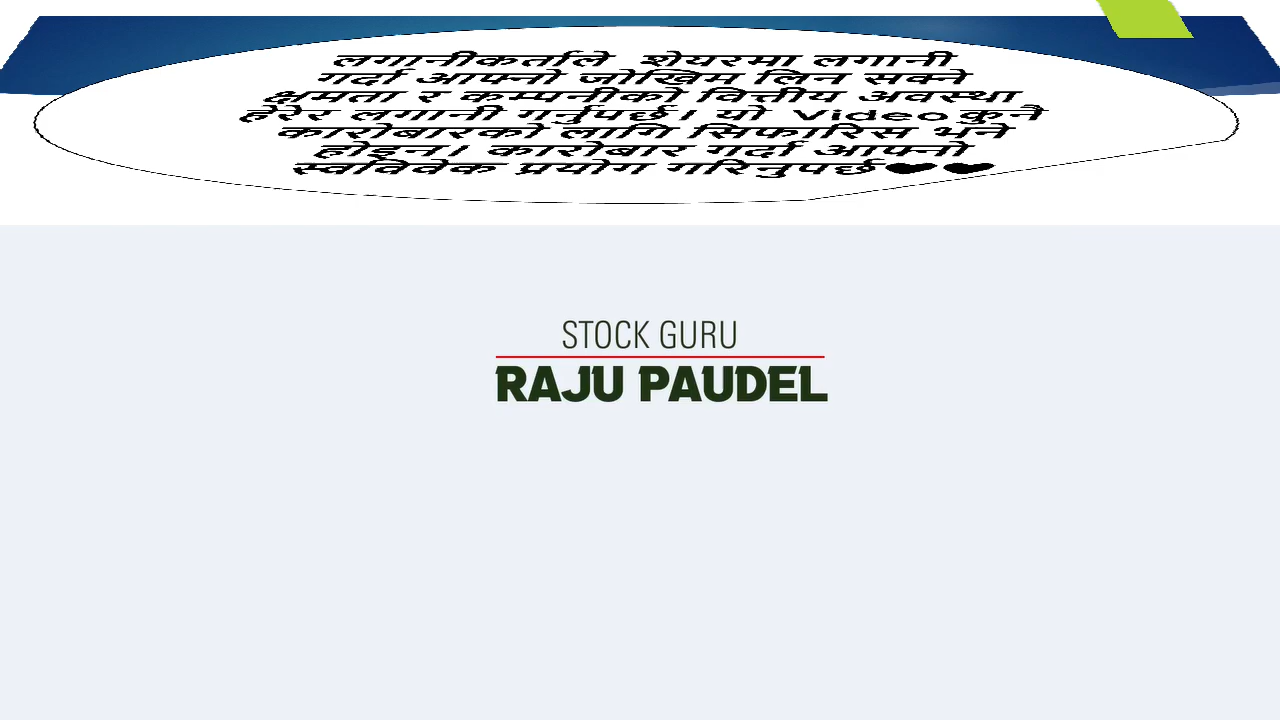 लगानीकर्ताले शेयरमा लगानी
गर्दा आफ्नो जोखिम लिन सक्ने
क्षमता र कम्पनीको वित्तीय अवस्था
हेरेर लगानी गर्नुपर्छ। यो Video कुनै
कारोबारको लागि सिफारिस भने
होइन। कारोबार गर्दा आफ्नो
स्वविवेक प्रयोग गरिनुपर्छ🖤🖤
STOCK GURU
RAJU PAUDEL